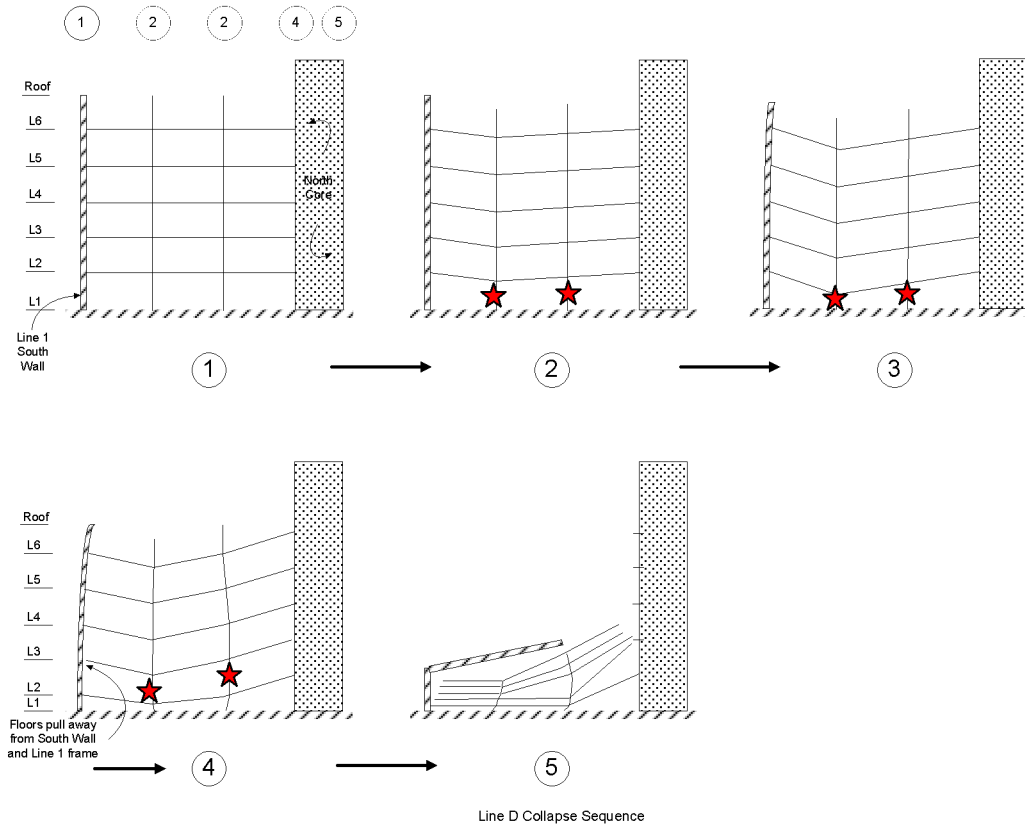 1 2 2 4 5
Roof
L6
L5
L4
L3
L2
L1
North
Core
Line 1
South
Wall
1
2
3
Roof
L6
L5
L4
L3
L2
L1
Floors pull away
from South Wall
and Line 1 frame
4
5
Line D Collapse Sequence